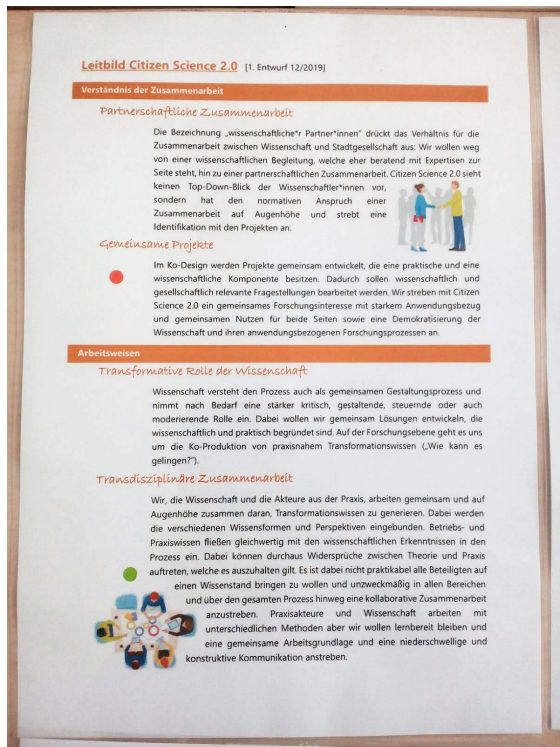 Leitbild Citizen Science 2.0 [1. Entwurf 12/2019]
Verständnis der Zusammenarbeit
Partnerschaftliche Zusammenarbeit
Die Bezeichnung „wissenschaftliche*r Partner*innen" drückt das Verhältnis für die
Zusammenarbeit zwischen Wissenschaft und Stadtgesellschaft aus: Wir wollen weg
von einer wissenschaftlichen Begleitung, welche eher beratend mit Expertisen zur
Seite steht, hin zu einer partnerschaftlichen Zusammenarbeit. Citizen Science 2.0 sieht
keinen Top-Down-Blick der Wissenschaftler*innen vor,
sondern hat den normativen Anspruch einer
Zusammenarbeit auf Augenhöhe und strebt eine
Identifikation mit den Projekten an.
Gemeinsame Projekte
Im Ko-Design werden Projekte gemeinsam entwickelt, die eine praktische und eine
wissenschaftliche Komponente besitzen. Dadurch sollen wissenschaftlich und
gesellschaftlich relevante Fragestellungen bearbeitet werden. Wir streben mit Citizen
Science 2.0 ein gemeinsames Forschungsinteresse mit starkem Anwendungsbezug
und gemeinsamen Nutzen für beide Seiten sowie eine Demokratisierung der
Wissenschaft und ihren anwendungsbezogenen Forschungsprozessen an.
Arbeitsweisen
Transformative Rolle der Wissenschaft
Wissenschaft versteht den Prozess auch als gemeinsamen Gestaltungsprozess und
nimmt nach Bedarf eine stärker kritisch, gestaltende, steuernde oder auch
moderierende Rolle ein. Dabei wollen wir gemeinsam Lösungen entwickeln, die
wissenschaftlich und praktisch begründet sind. Auf der Forschungsebene geht es uns
um die Ko-Produktion von praxisnahem Transformationswissen („Wie kann es
gelingen?").
Transdisziplinäre Zusammenarbeit
Wir, die Wissenschaft und die Akteure aus der Praxis, arbeiten gemeinsam und auf
Augenhöhe zusammen daran, Transformationswissen zu generieren. Dabei werden
die verschiedenen Wissensformen und Perspektiven eingebunden. Betriebs- und
Praxiswissen fließen gleichwertig mit den wissenschaftlichen Erkenntnissen in den
Prozess ein. Dabei können durchaus Widersprüche zwischen Theorie und Praxis
auftreten, welche es auszuhalten gilt. Es ist dabei nicht praktikabel alle Beteiligten auf
einen Wissenstand bringen zu wollen und unzweckmäßig in allen Bereichen
und über den gesamten Prozess hinweg eine kollaborative Zusammenarbeit
anzustreben. Praxisakteure und Wissenschaft arbeiten mit
unterschiedlichen Methoden aber wir wollen lernbereit bleiben und
eine gemeinsame Arbeitsgrundlage und eine niederschwellige und
konstruktive Kommunikation anstreben.